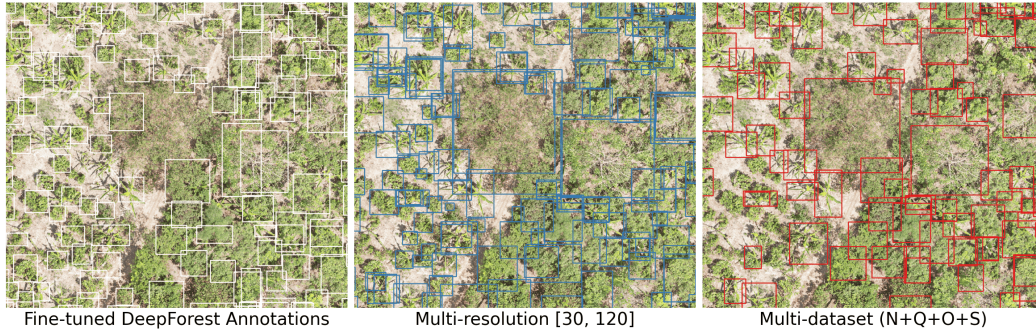 Fine-tuned DeepForest Annotations
Multi-resolution [30, 120]
Multi-dataset (N+Q+O+S)